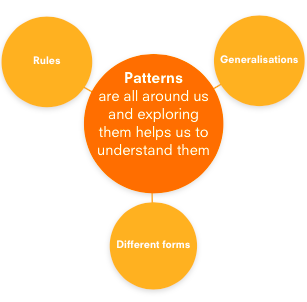 Rules
Generalisations
Patterns
are all around us
and exploring
them helps us to
understand them
Different forms